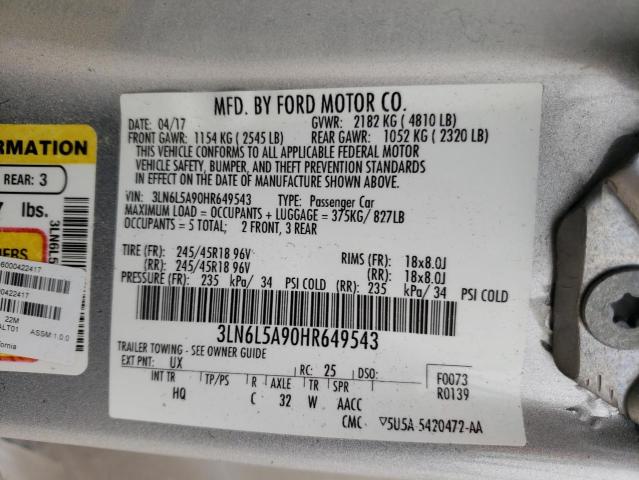 MFD. BY FORD MOTOR CO.
DATE: 04/17 GVWR: 2182 KG ( 4810 LB)
FRONT GAWR: 1154 KG ( 2545 LB) REAR GAWR: 1052 KG ( 2320 LB)
THIS VEHICLE CONFORMS TO ALL APPLICABLE FEDERAL MOTOR
VEHICLE SAFETY, BUMPER, AND THEFT PREVENTION STANDARDS
IN EFFECT ON THE DATE OF MANUFACTURE SHOWN ABOVE.
VIN: 3LN6L5A90HR649543 TYPE: Passenger Car
MAXIMUM LOAD = OCCUPANTS + LUGGAGE = 375KG/ 827LB
OCCUPANTS = 5 TOTAL; 2 FRONT, 3 REAR
TIRE (FR): 245/45R18 96V RIMS (FR): 18x8.0J
(RR): 245/45R18 96V (RR): 18x8.0J
PRESSURE (FR): 235 kPa/ 34 PSI COLD (RR): 235 kPa/ 34 PSI COLD
3LN6L5A90HR649543
TRAILER TOWING - SEE OWNER GUIDE
EXT PNT: UX RC: 25 DSO: F0073
R0139
INT TR TP/PS R AXLE TR SPR
HQ C 32 W AACC
CMC ▽5U5A 5420472-AA
ORMATION
REAR: 3
lbs.
6000422417
00422417
22M
ALT01 ASSM:1.0.0
ifornia